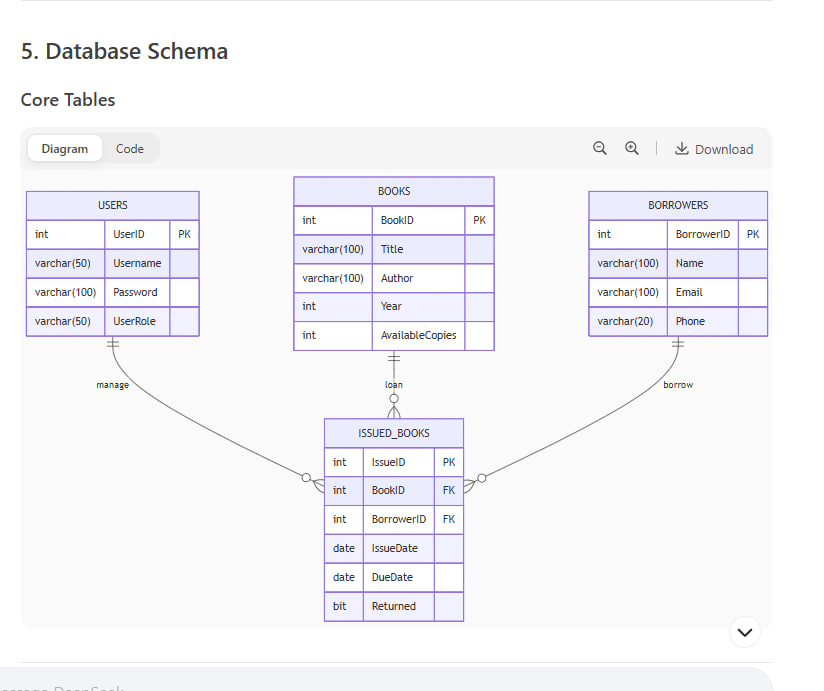 5. Database Schema
Core Tables
Diagram Code Download
USERS
int UserID PK
varchar(50) Username
varchar(100) Password
varchar(50) UserRole
BOOKS
int BookID PK
varchar(100) Title
varchar(100) Author
int Year
int AvailableCopies
BORROWERS
int BorrowerID PK
varchar(100) Name
varchar(100) Email
varchar(20) Phone
manage
loan
borrow
ISSUED_BOOKS
int IssueID PK
int BookID FK
int BorrowerID FK
date IssueDate
date DueDate
bit Returned